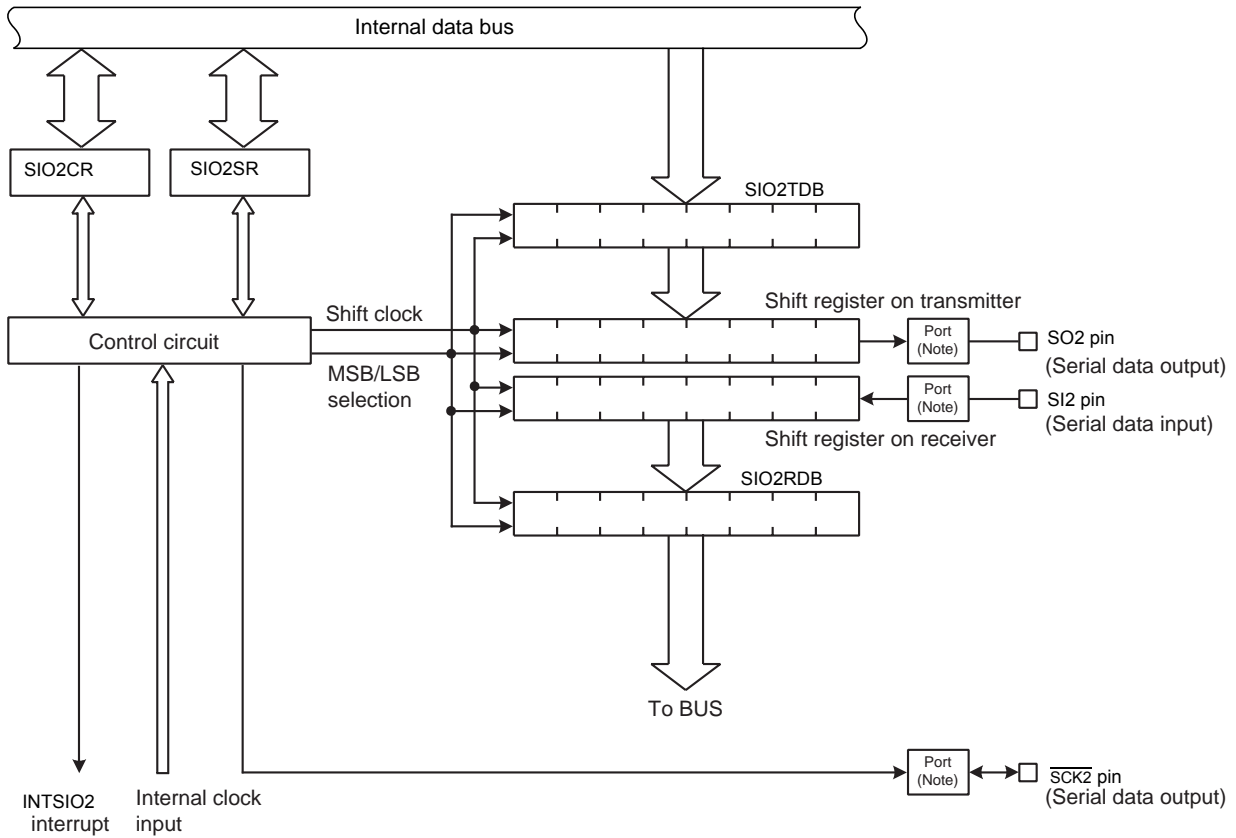 Internal data bus
SIO2CR
SIO2SR
SIO2TDB
Shift clock
Shift register on transmitter
Control circuit
Port
(Note)
SO2 pin
(Serial data output)
MSB/LSB
selection
Port
(Note)
SI2 pin
(Serial data input)
Shift register on receiver
SIO2RDB
To BUS
Port
(Note)
SCK2 pin
(Serial data output)
INTSIO2
interrupt
Internal clock
input